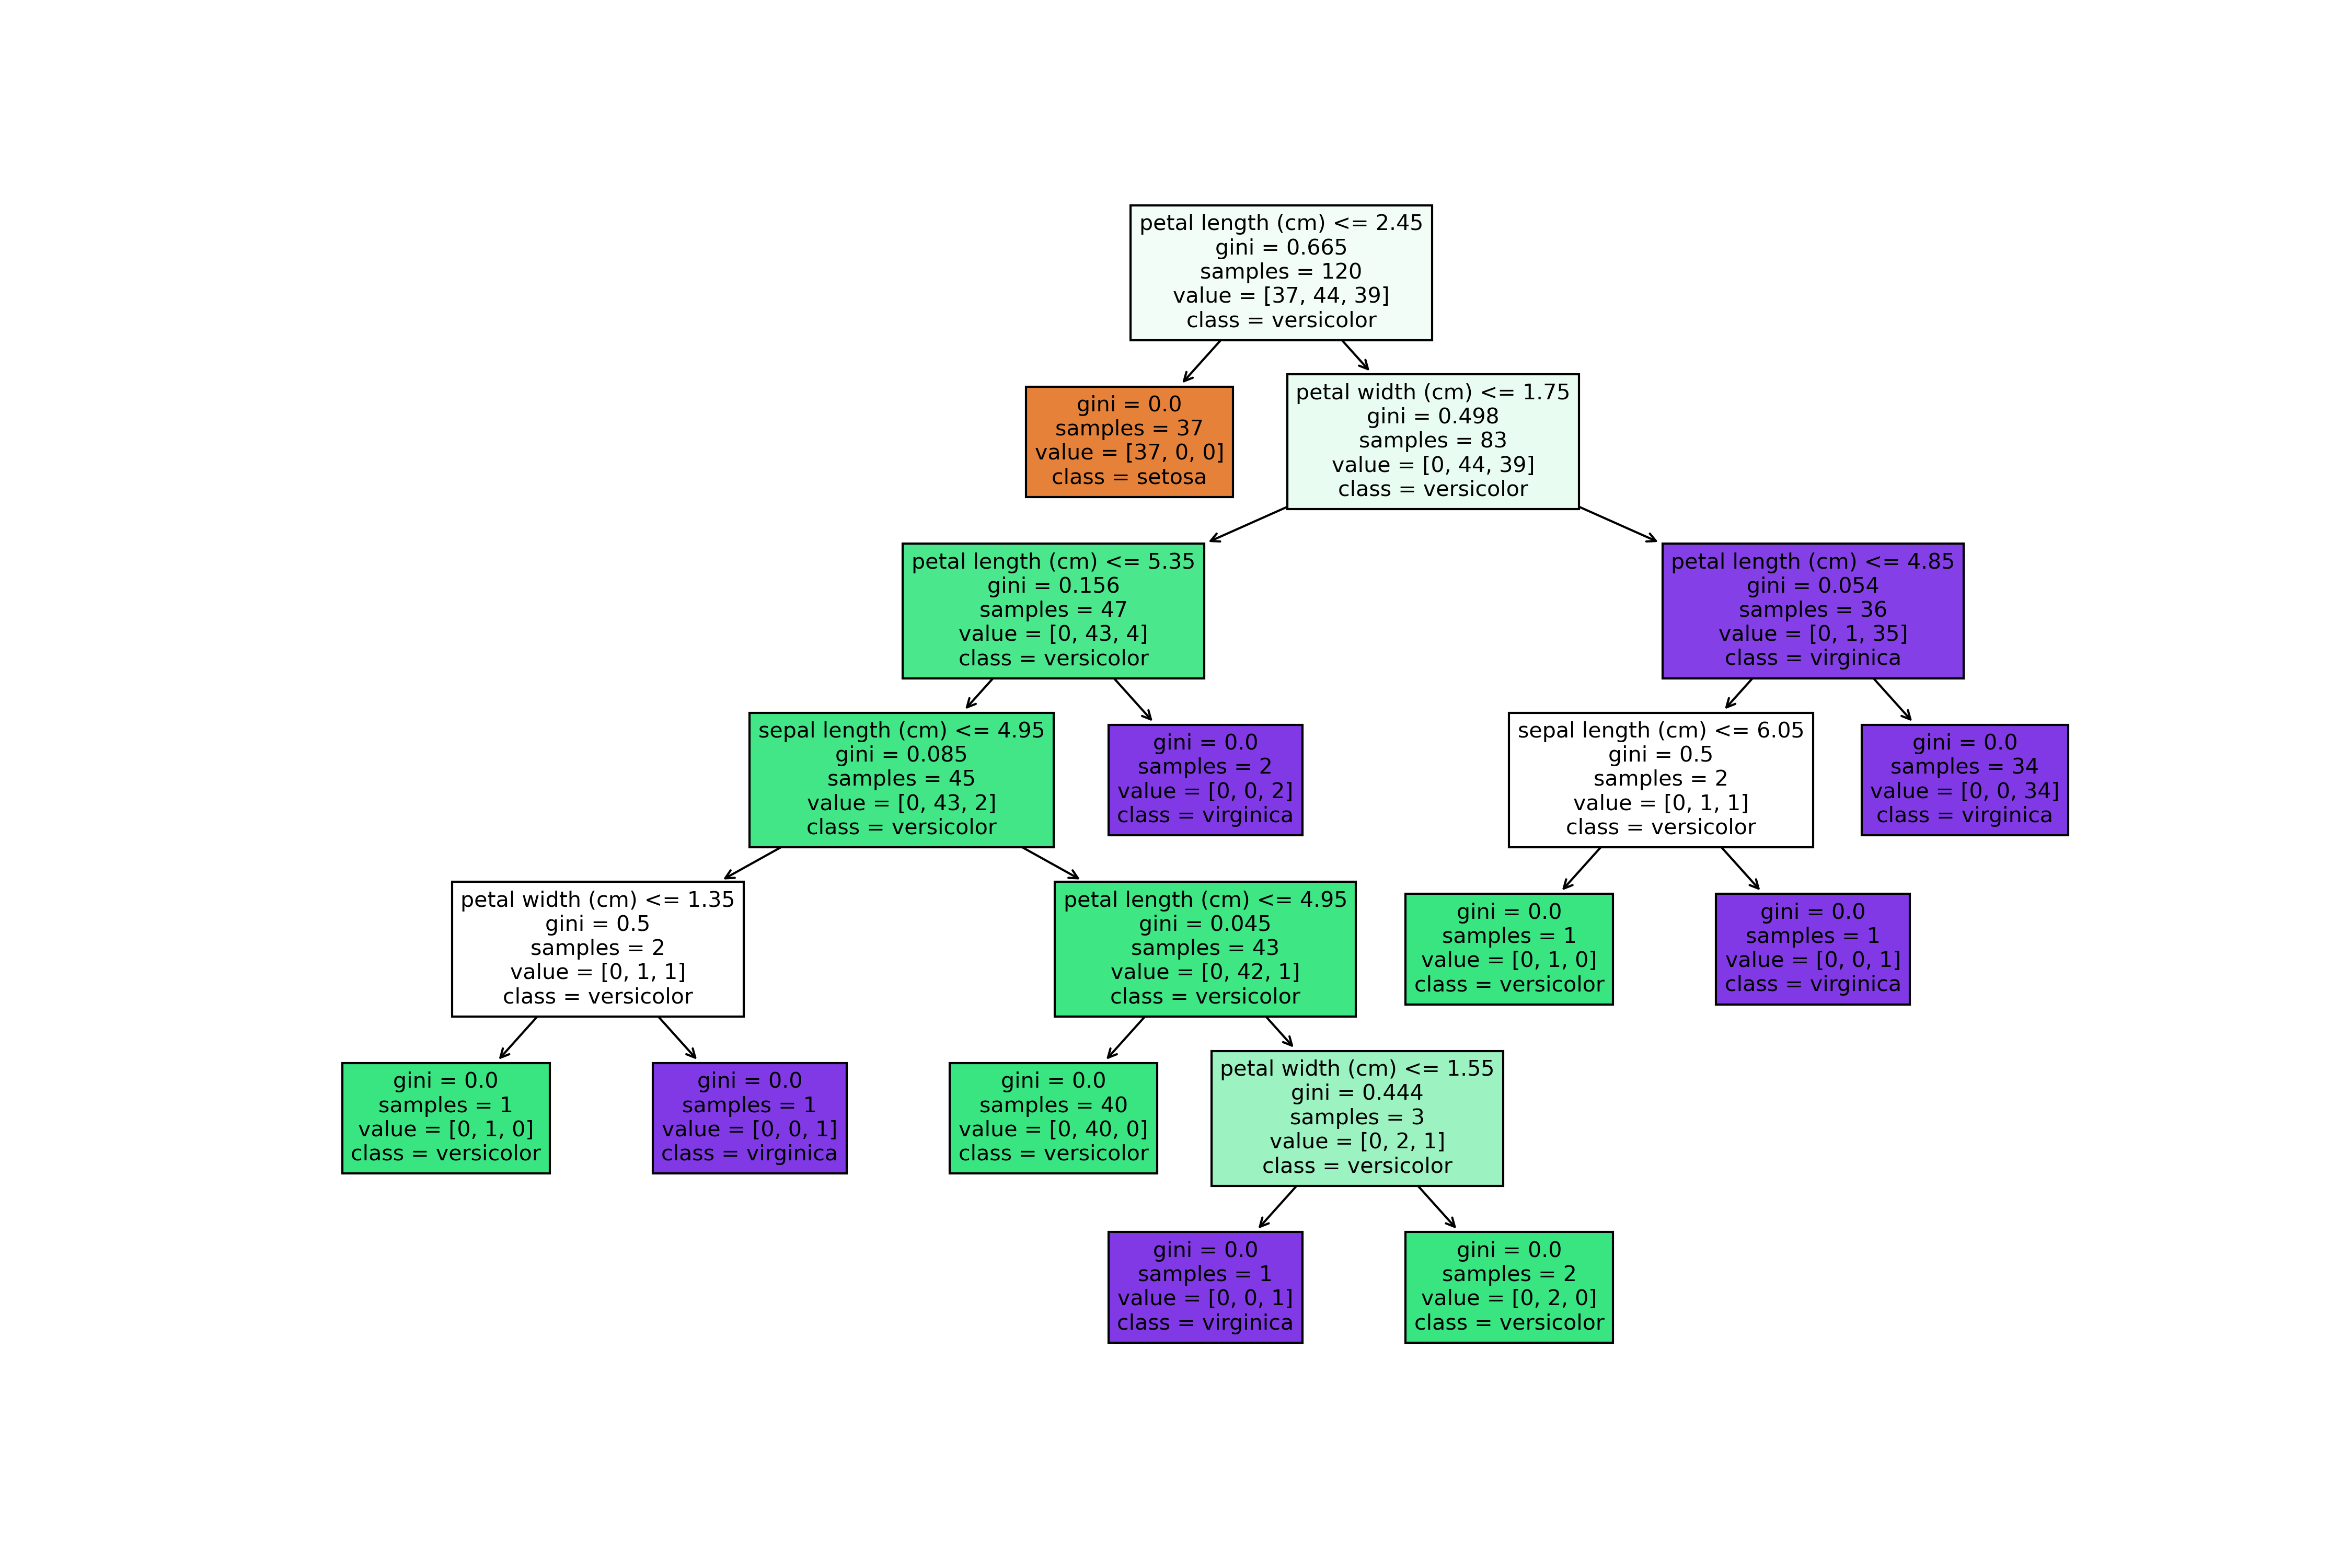 petal length (cm) <= 2.45
gini = 0.665
samples = 120
value = [37, 44, 39]
class = versicolor
gini = 0.0
samples = 37
value = [37, 0, 0]
class = setosa
petal width (cm) <= 1.75
gini = 0.498
samples = 83
value = [0, 44, 39]
class = versicolor
petal length (cm) <= 5.35
gini = 0.156
samples = 47
value = [0, 43, 4]
class = versicolor
petal length (cm) <= 4.85
gini = 0.054
samples = 36
value = [0, 1, 35]
class = virginica
sepal length (cm) <= 4.95
gini = 0.085
samples = 45
value = [0, 43, 2]
class = versicolor
gini = 0.0
samples = 2
value = [0, 0, 2]
class = virginica
sepal length (cm) <= 6.05
gini = 0.5
samples = 2
value = [0, 1, 1]
class = versicolor
gini = 0.0
samples = 34
value = [0, 0, 34]
class = virginica
petal width (cm) <= 1.35
gini = 0.5
samples = 2
value = [0, 1, 1]
class = versicolor
petal length (cm) <= 4.95
gini = 0.045
samples = 43
value = [0, 42, 1]
class = versicolor
gini = 0.0
samples = 1
value = [0, 1, 0]
class = versicolor
gini = 0.0
samples = 1
value = [0, 0, 1]
class = virginica
gini = 0.0
samples = 1
value = [0, 1, 0]
class = versicolor
gini = 0.0
samples = 1
value = [0, 0, 1]
class = virginica
gini = 0.0
samples = 40
value = [0, 40, 0]
class = versicolor
petal width (cm) <= 1.55
gini = 0.444
samples = 3
value = [0, 2, 1]
class = versicolor
gini = 0.0
samples = 1
value = [0, 0, 1]
class = virginica
gini = 0.0
samples = 2
value = [0, 2, 0]
class = versicolor